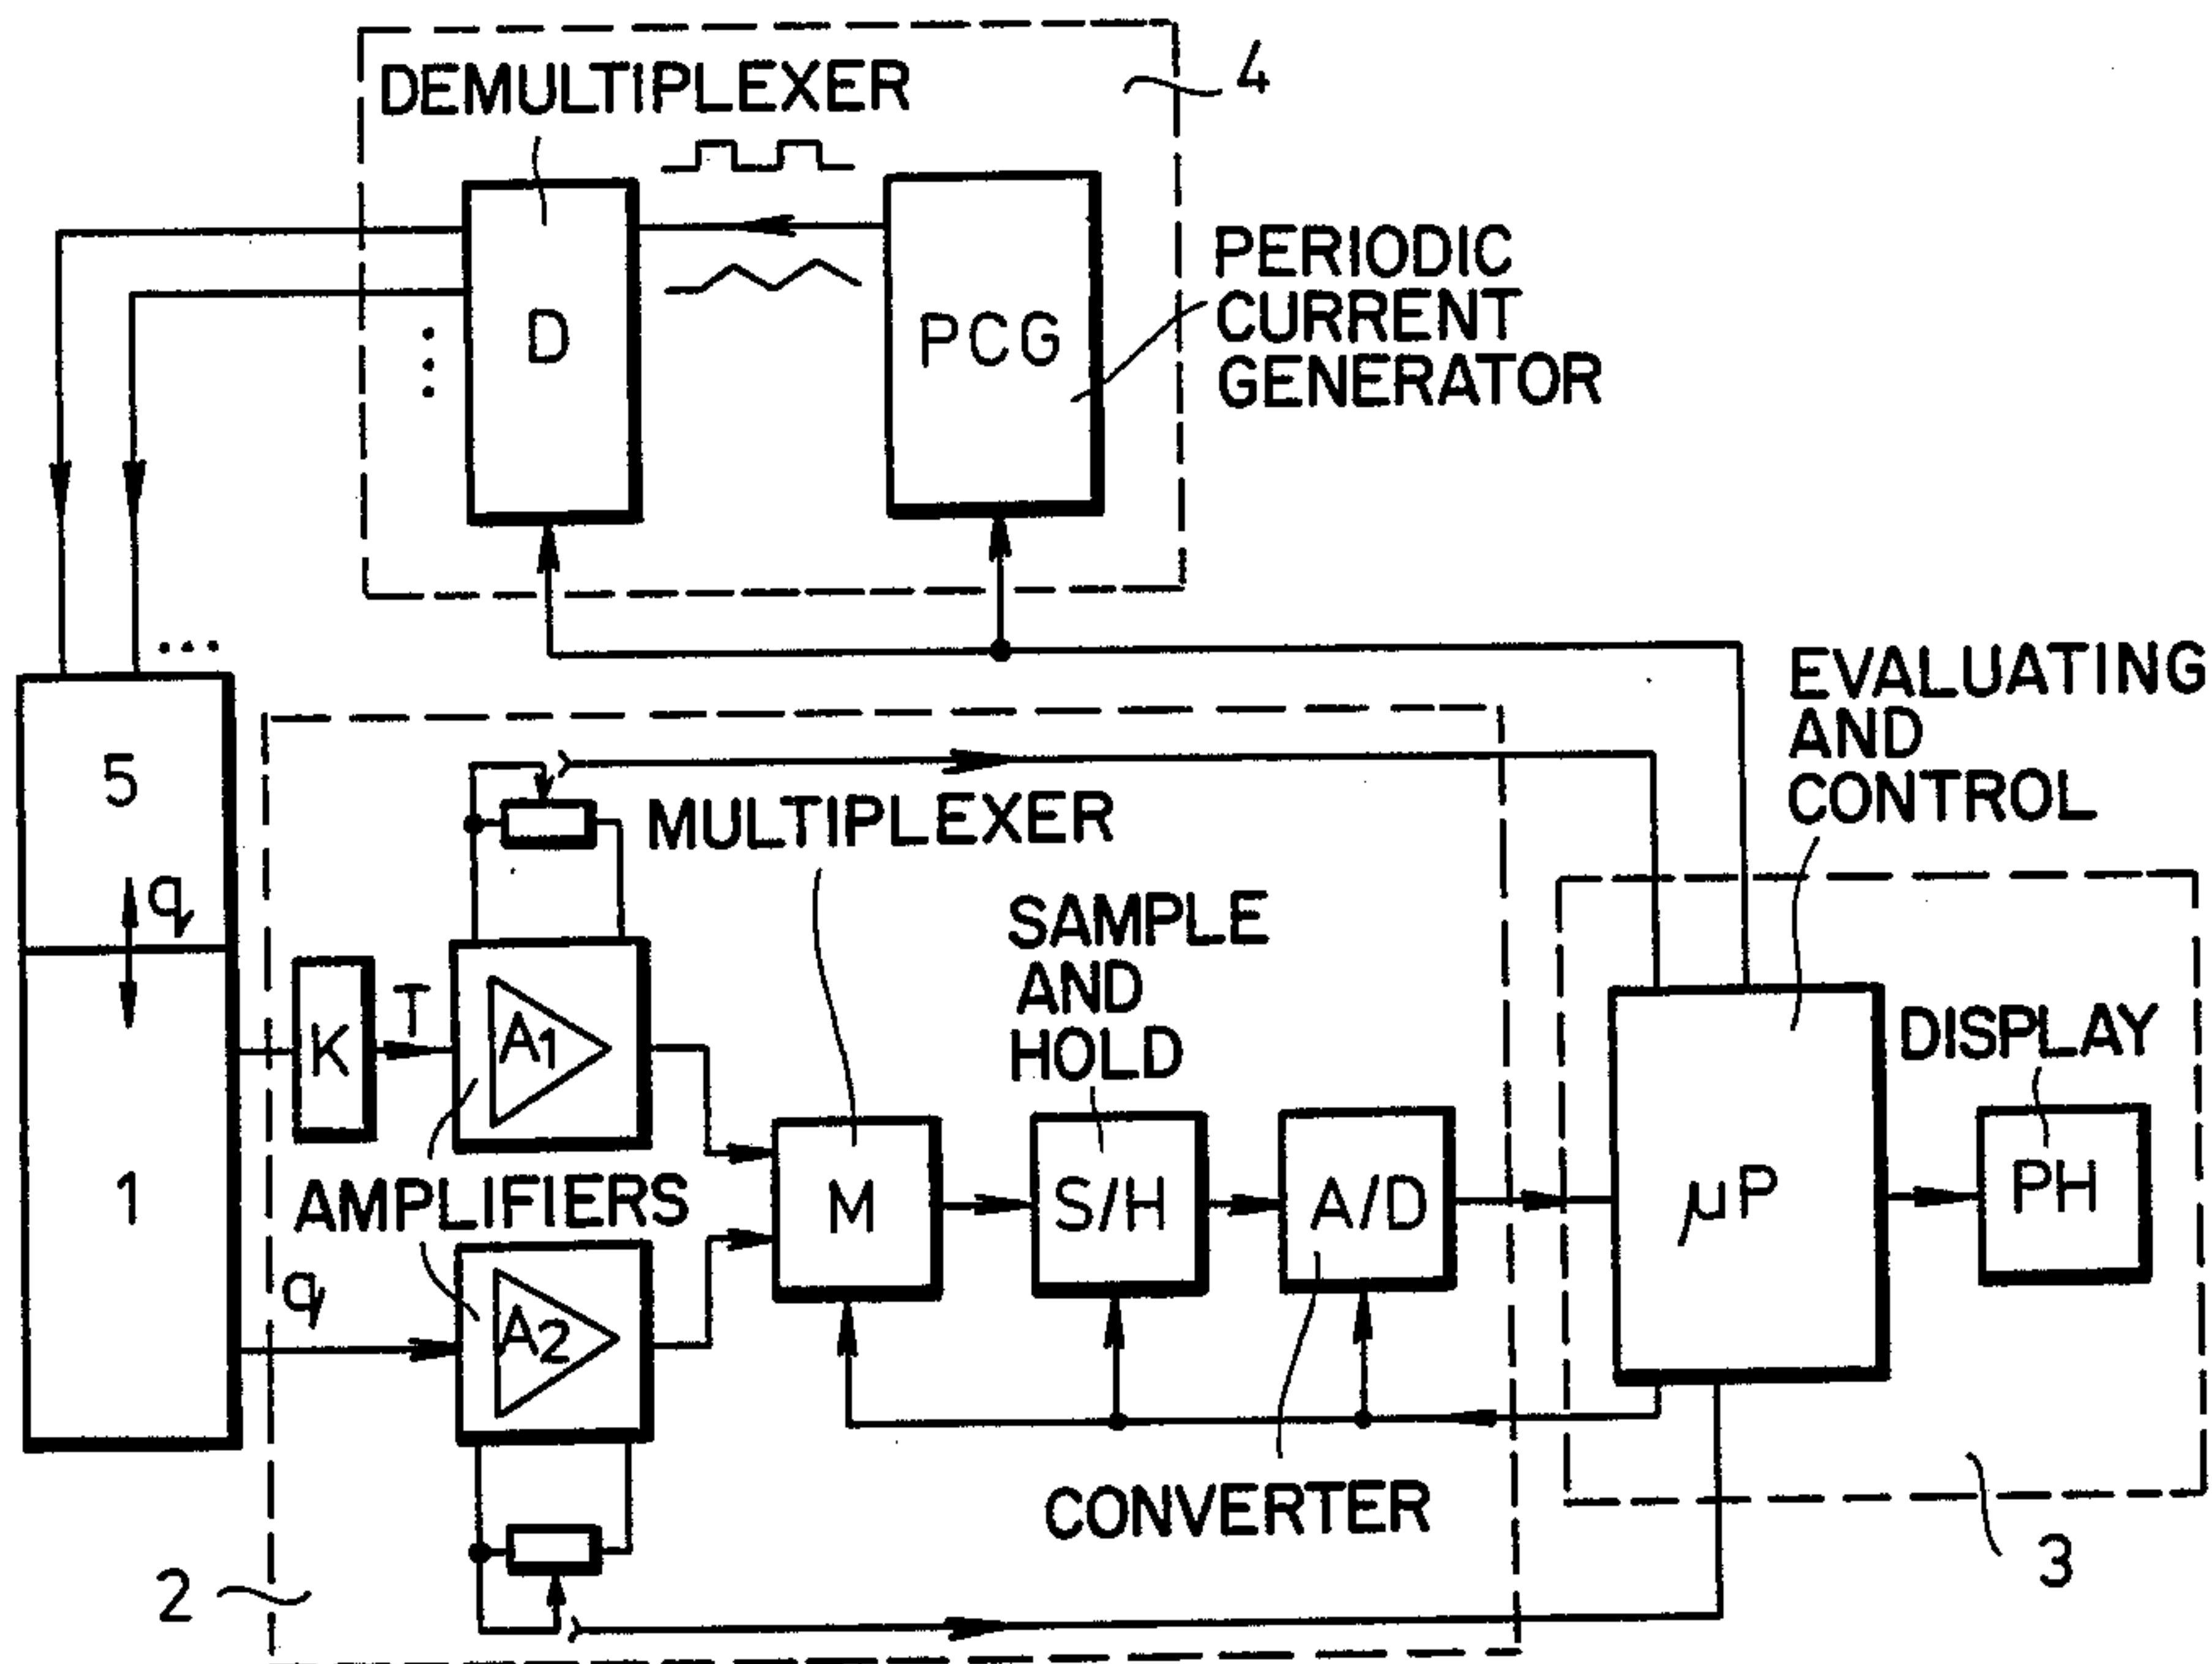 DEMULTIPLEXER
4
D
PCG
PERIODIC
CURRENT
GENERATOR
EVALUATING
AND
CONTROL
5
q
MULTIPLEXER
SAMPLE
AND
HOLD
K
T
A1
DISPLAY
1
AMPLIFIERS
M
S/H
A/D
µP
PH
q
A2
CONVERTER
2
3